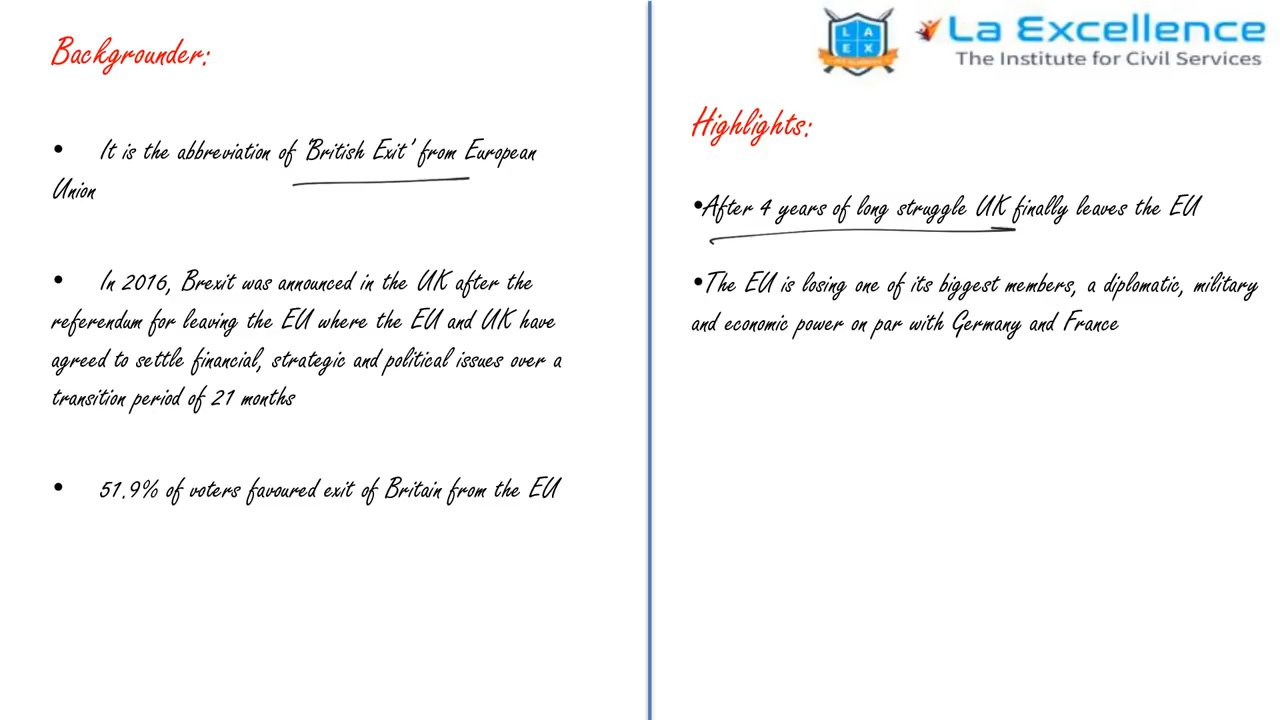 Backgrounder:
• It is the abbreviation of 'British Exit' from European
Union
• In 2016, Brexit was announced in the UK after the
referendum for leaving the EU where the EU and UK have
agreed to settle financial, strategic and political issues over a
transition period of 21 months
• 51.9% of voters favoured exit of Britain from the EU
LA
EX
La Excellence
The Institute for Civil Services
Highlights:
•After 4 years of long struggle UK finally leaves the EU
•The EU is losing one of its biggest members, a diplomatic, military
and economic power on par with Germany and France